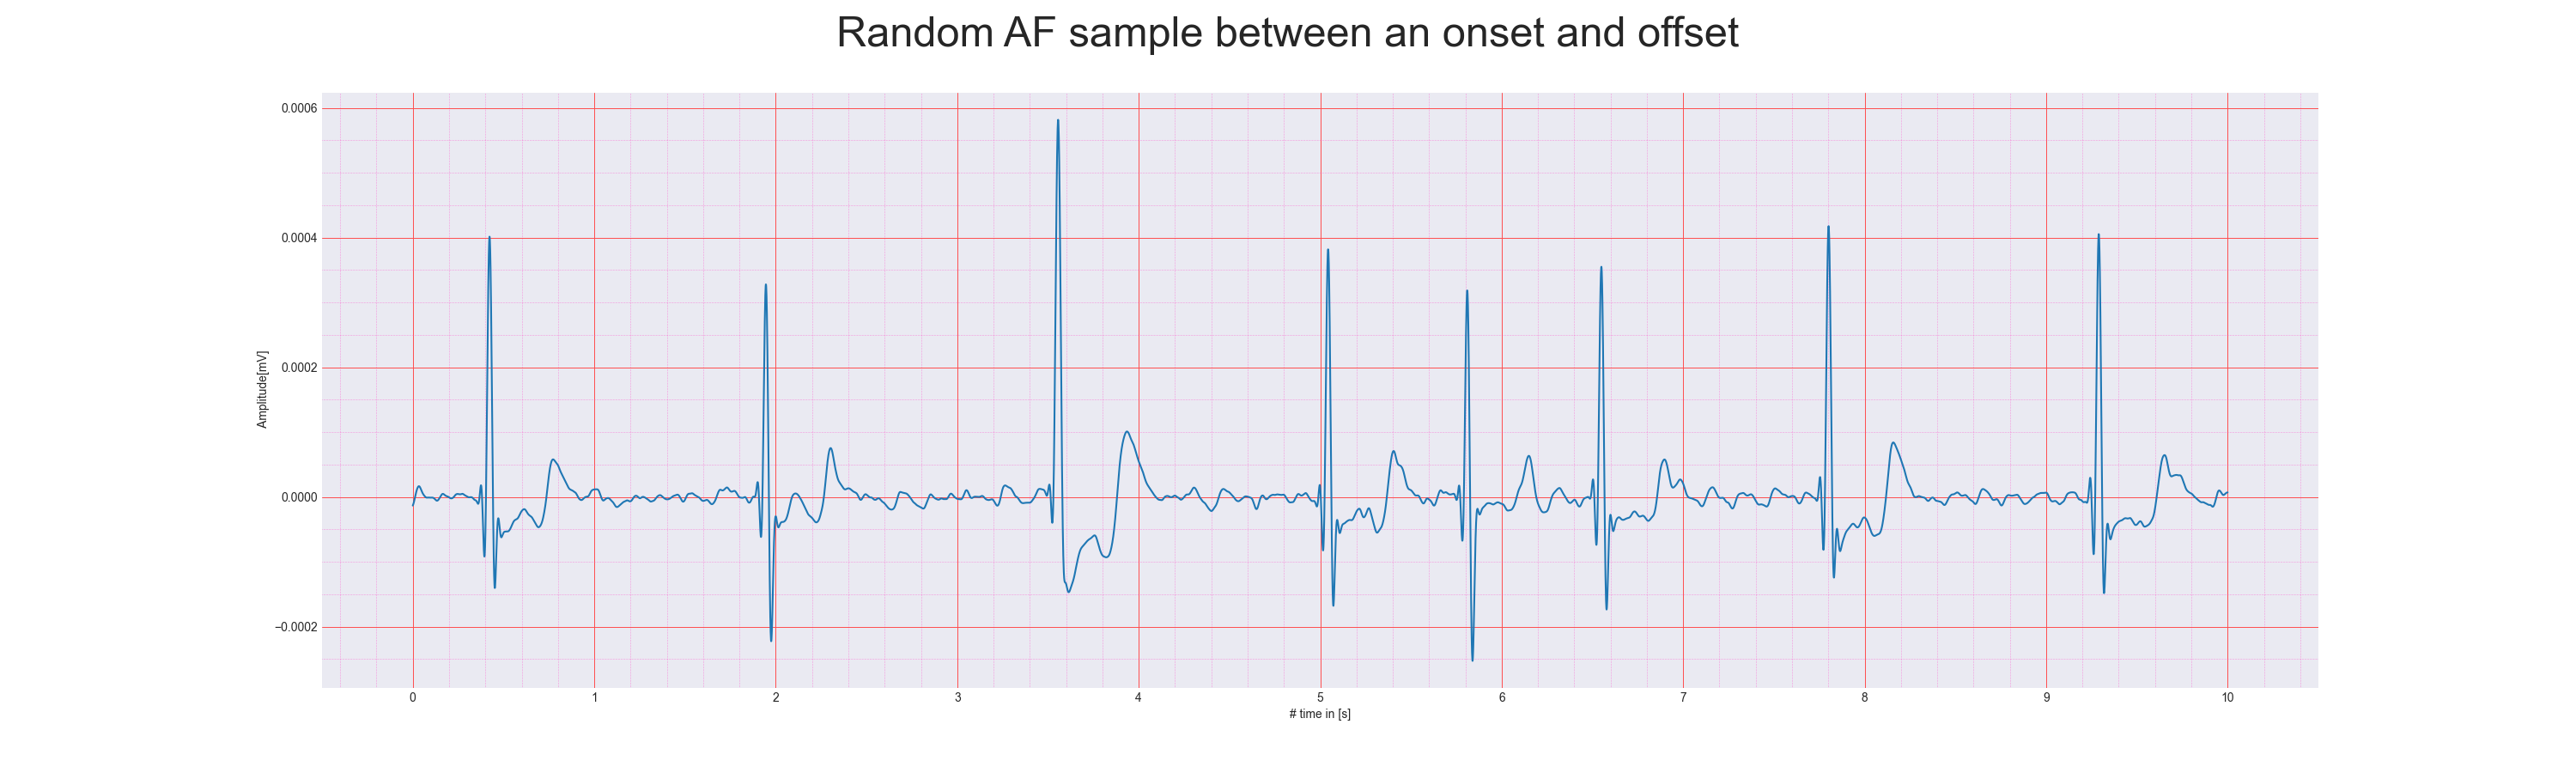 Random AF sample between an onset and offset
0.0006
0.0004
0.0002
0.0000
−0.0002
Amplitude[mV]
0 1 2 3 4 5 6 7 8 9 10
# time in [s]